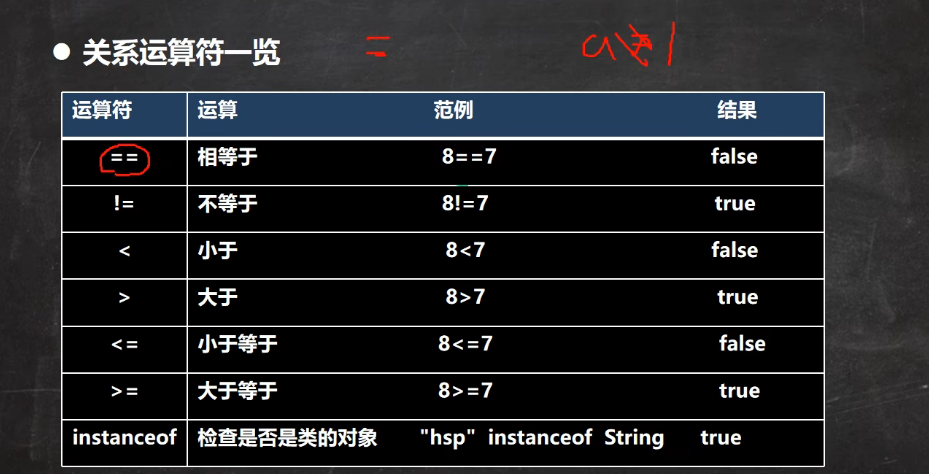 ● 关系运算符一览 =
运算符 运算 范例 结果
== 相等于 8==7 false
!= 不等于 8!=7 true
< 小于 8<7 false
> 大于 8>7 true
<= 小于等于 8<=7 false
>= 大于等于 8>=7 true
instanceof 检查是否是类的对象 "hsp" instanceof String true